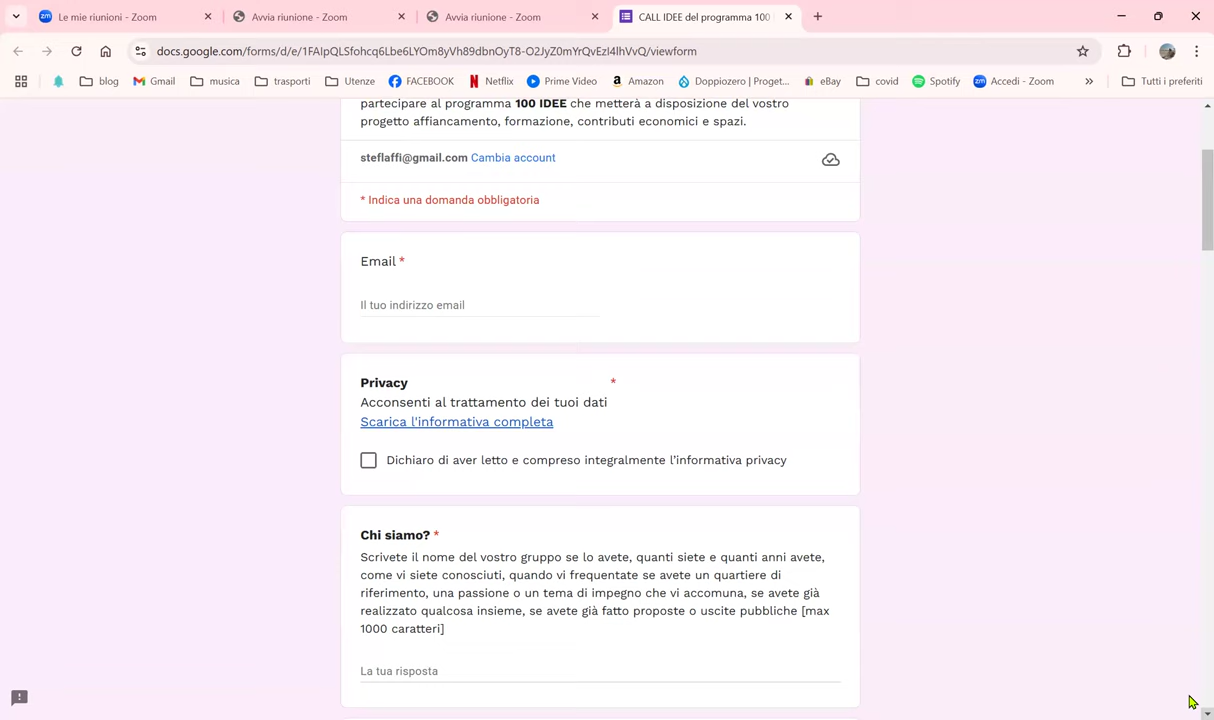 Le mie riunioni - Zoom
Avvia riunione - Zoom
Avvia riunione - Zoom
CALL IDEE del programma 100
docs.google.com/forms/d/e/1FAIpQLSfohcq6Lbe6LYOm8yVh89dbnOyT8-O2JyZ0mYrQvEzl4lhVvQ/viewform
blog
Gmail
musica
trasporti
Utenze
FACEBOOK
Netflix
Prime Video
Amazon
Doppiozero | Proget...
eBay
covid
Spotify
Accedi - Zoom
»
Tutti i preferiti
partecipare al programma 100 IDEE che metterà a disposizione del vostro
progetto affiancamento, formazione, contributi economici e spazi.
steflaffi@gmail.com Cambia account
* Indica una domanda obbligatoria
Email *
Il tuo indirizzo email
Privacy *
Acconsenti al trattamento dei tuoi dati
Scarica l'informativa completa
Dichiaro di aver letto e compreso integralmente l'informativa privacy
Chi siamo? *
Scrivete il nome del vostro gruppo se lo avete, quanti siete e quanti anni avete,
come vi siete conosciuti, quando vi frequentate se avete un quartiere di
riferimento, una passione o un tema di impegno che vi accomuna, se avete già
realizzato qualcosa insieme, se avete già fatto proposte o uscite pubbliche [max
1000 caratteri]
La tua risposta